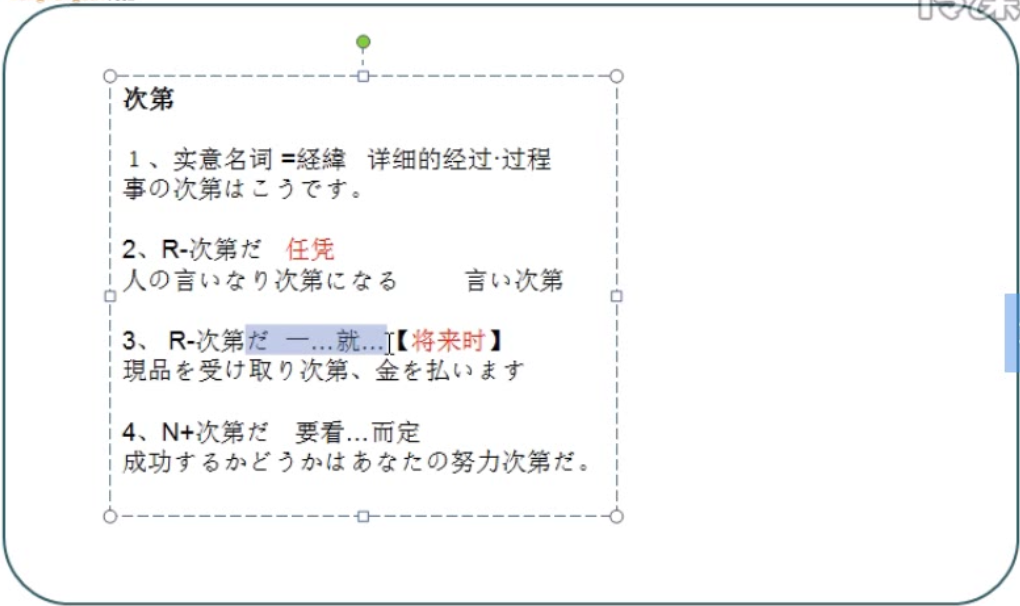 次第
1、实意名词 =経緯 详细的经过·过程
事の次第はこうです。
2、R-次第だ 任凭
人の言いなり次第になる 言い次第
3、 R-次第だ 一…就…【将来时】
現品を受け取り次第、金を払います
4、N+次第だ 要看…而定
成功するかどうかはあなたの努力次第だ。